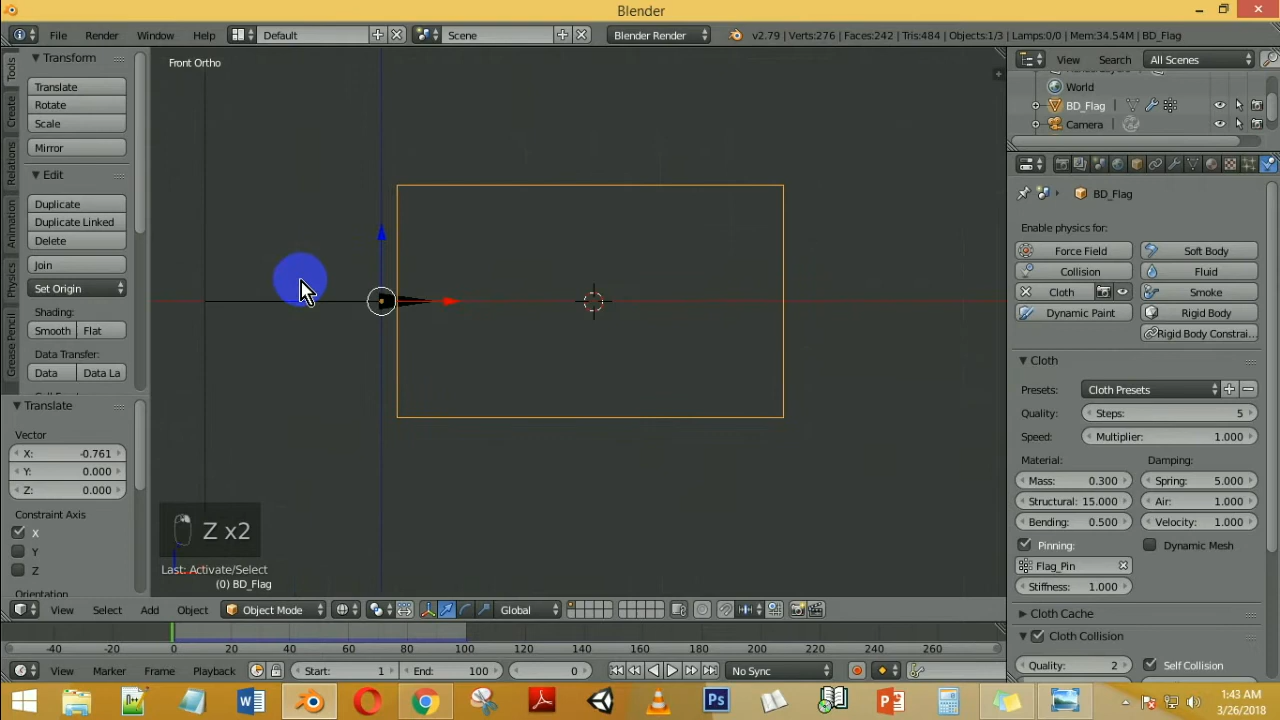 Blender
File Render Window Help Default Scene Blender Render v2.79 | Verts:276 | Faces:242 | Tris:484 | Objects:1/3 | Lamps:0/0 | Mem:34.54M | BD_Flag
Tools
Create
Relations
Animation
Physics
Grease Pencil
Transform
Translate
Rotate
Scale
Mirror
Edit
Duplicate
Duplicate Linked
Delete
Join
Set Origin
Shading:
Smooth Flat
Data Transfer:
Data Data La
Translate
Vector
X: -0.761
Y: 0.000
Z: 0.000
Constraint Axis
X
Y
Z
Orientation
Front Ortho
Z x2
Last: Activate/Select
(0) BD_Flag
View Search All Scenes
World
BD_Flag
Camera
BD_Flag
Enable physics for:
Force Field Soft Body
Collision Fluid
Cloth Smoke
Dynamic Paint Rigid Body
Rigid Body Constrai...
Cloth
Presets: Cloth Presets
Quality: Steps: 5
Speed: Multiplier: 1.000
Material: Damping:
Mass: 0.300 Spring: 5.000
Structural: 15.000 Air: 1.000
Bending: 0.500 Velocity: 1.000
Pinning: Dynamic Mesh
Flag_Pin
Stiffness: 1.000
Cloth Cache
Cloth Collision
Quality: 2 Self Collision
View Select Add Object Object Mode Global
-40 -20 0 20 40 60 80 100 120 140 160 180 200 220 240 260
View Marker Frame Playback Start: 1 End: 100 0 No Sync
1:43 AM
3/26/2018